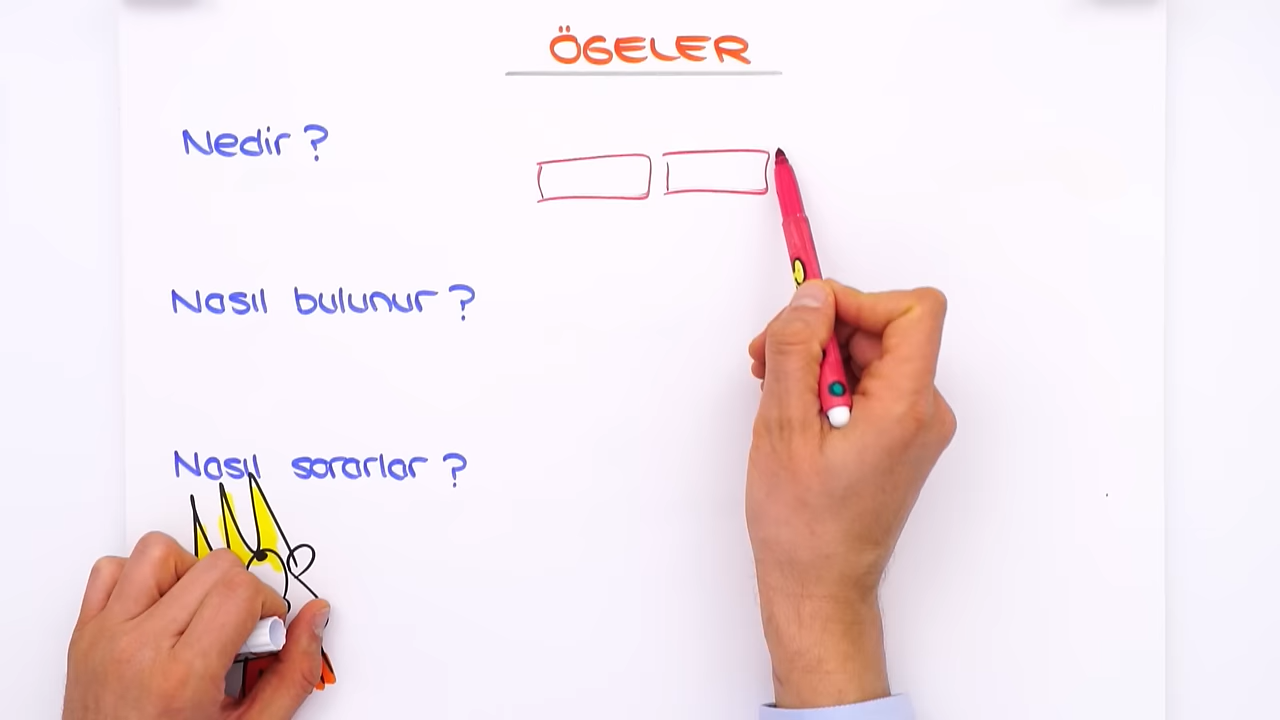 ÖGELER
Nedir ?
Nasıl bulunur ?
Nasıl sorarlar ?